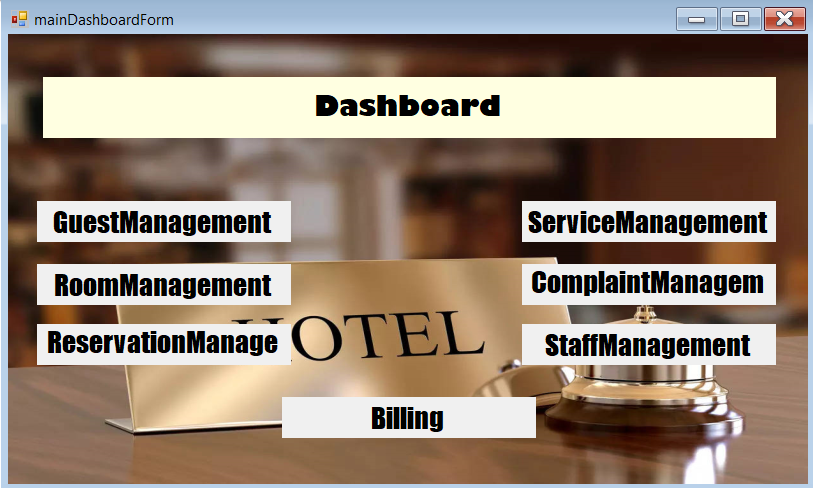 mainDashboardForm
Dashboard
GuestManagement
ServiceManagement
RoomManagement
ComplaintManagem
ReservationManage
StaffManagement
HOTEL
Billing